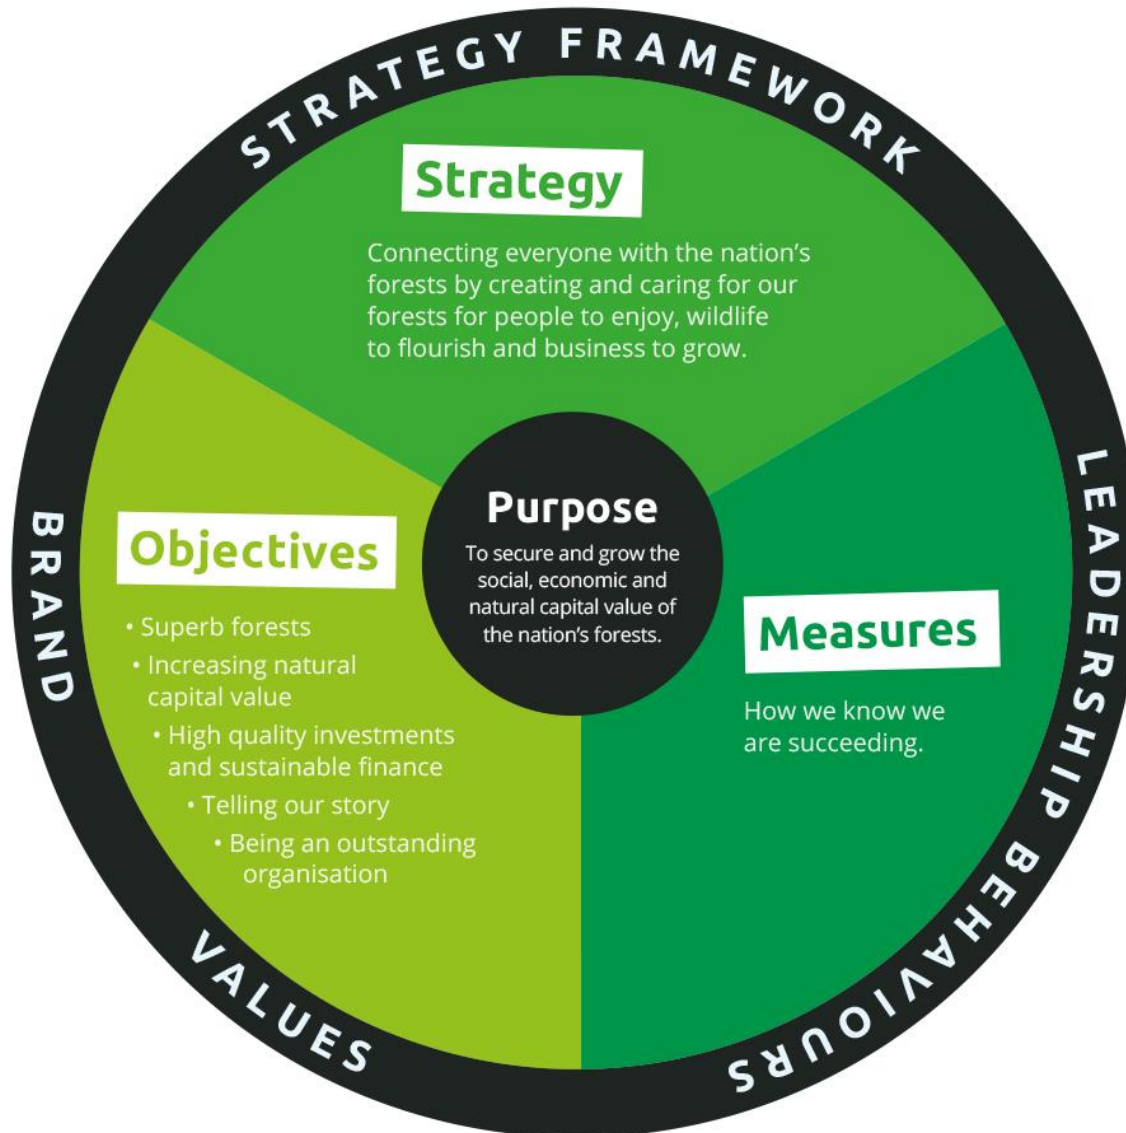 STRATEGY FRAMEWORK
Strategy
Connecting everyone with the nation's
forests by creating and caring for our
forests for people to enjoy, wildlife
to flourish and business to grow.
Purpose
To secure and grow the
social, economic and
natural capital value of
the nation's forests.
Objectives
• Superb forests
• Increasing natural
capital value
• High quality investments
and sustainable finance
• Telling our story
• Being an outstanding
organisation
Measures
How we know we
are succeeding.
LEADERSHIP BEHAVIOURS
VALUES
BRAND